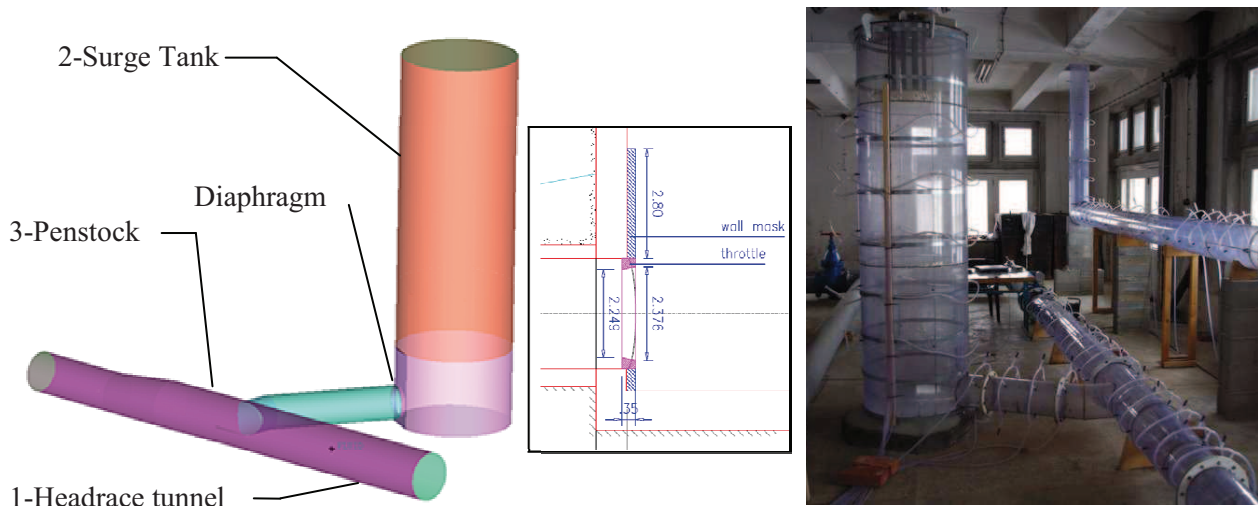 2-Surge Tank
Diaphragm
3-Penstock
1-Headrace tunnel
2.80
wall mask
throttle
2.249
2.376
.35